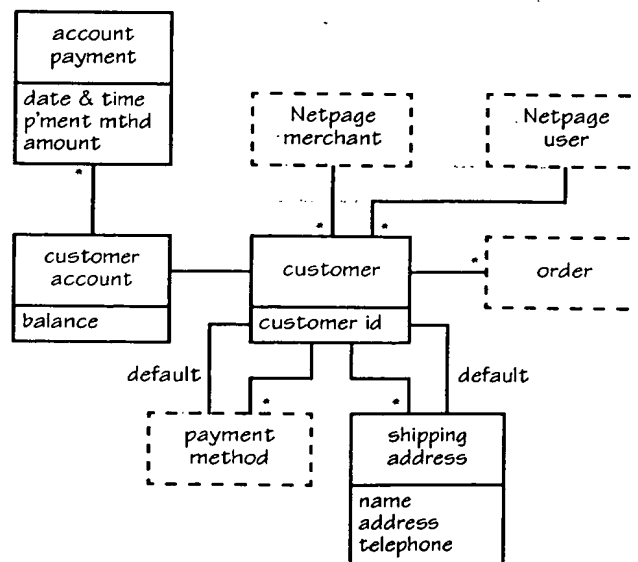 account
payment
date & time
p'ment mthd
amount
*
Netpage
merchant
Netpage
user
*
*
customer
account
balance
customer
customer id
*
order
default
default
*
*
payment
method
shipping
address
name
address
telephone